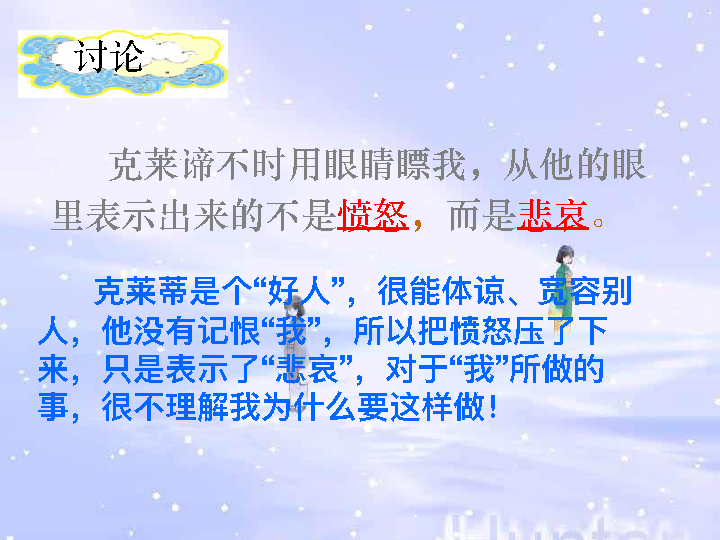 讨论
克莱谛不时用眼睛瞟我，从他的眼
里表示出来的不是愤怒，而是悲哀。
克莱蒂是个“好人”，很能体谅、宽容别
人，他没有记恨“我”，所以把愤怒压了下
来，只是表示了“悲哀”，对于“我”所做的
事，很不理解我为什么要这样做！